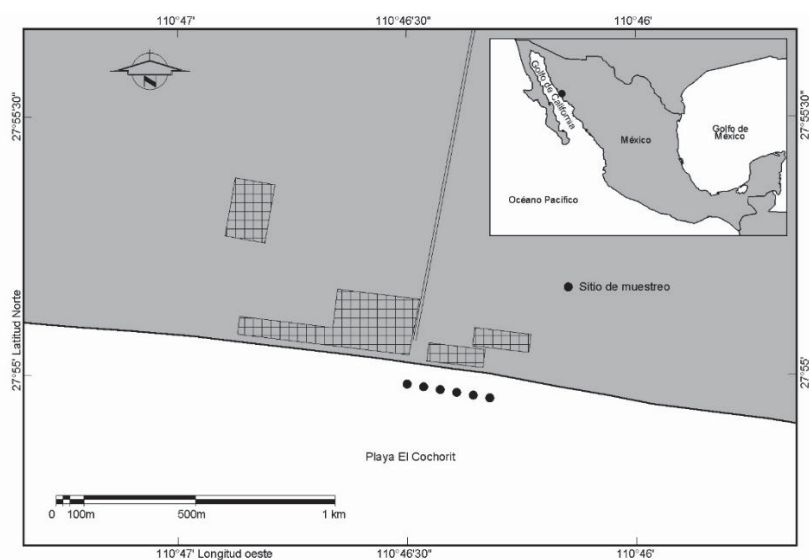 110°47'
110°46'30"
110°46'
27°55'30"
27°55'30"
Golfo de California
México
Golfo de
México
Océano Pacífico
Sitio de muestreo
27°55' Latitud Norte
27°55'
Playa El Cochorit
0 100m 500m 1 km
110°47' Longitud oeste
110°46'30"
110°46'